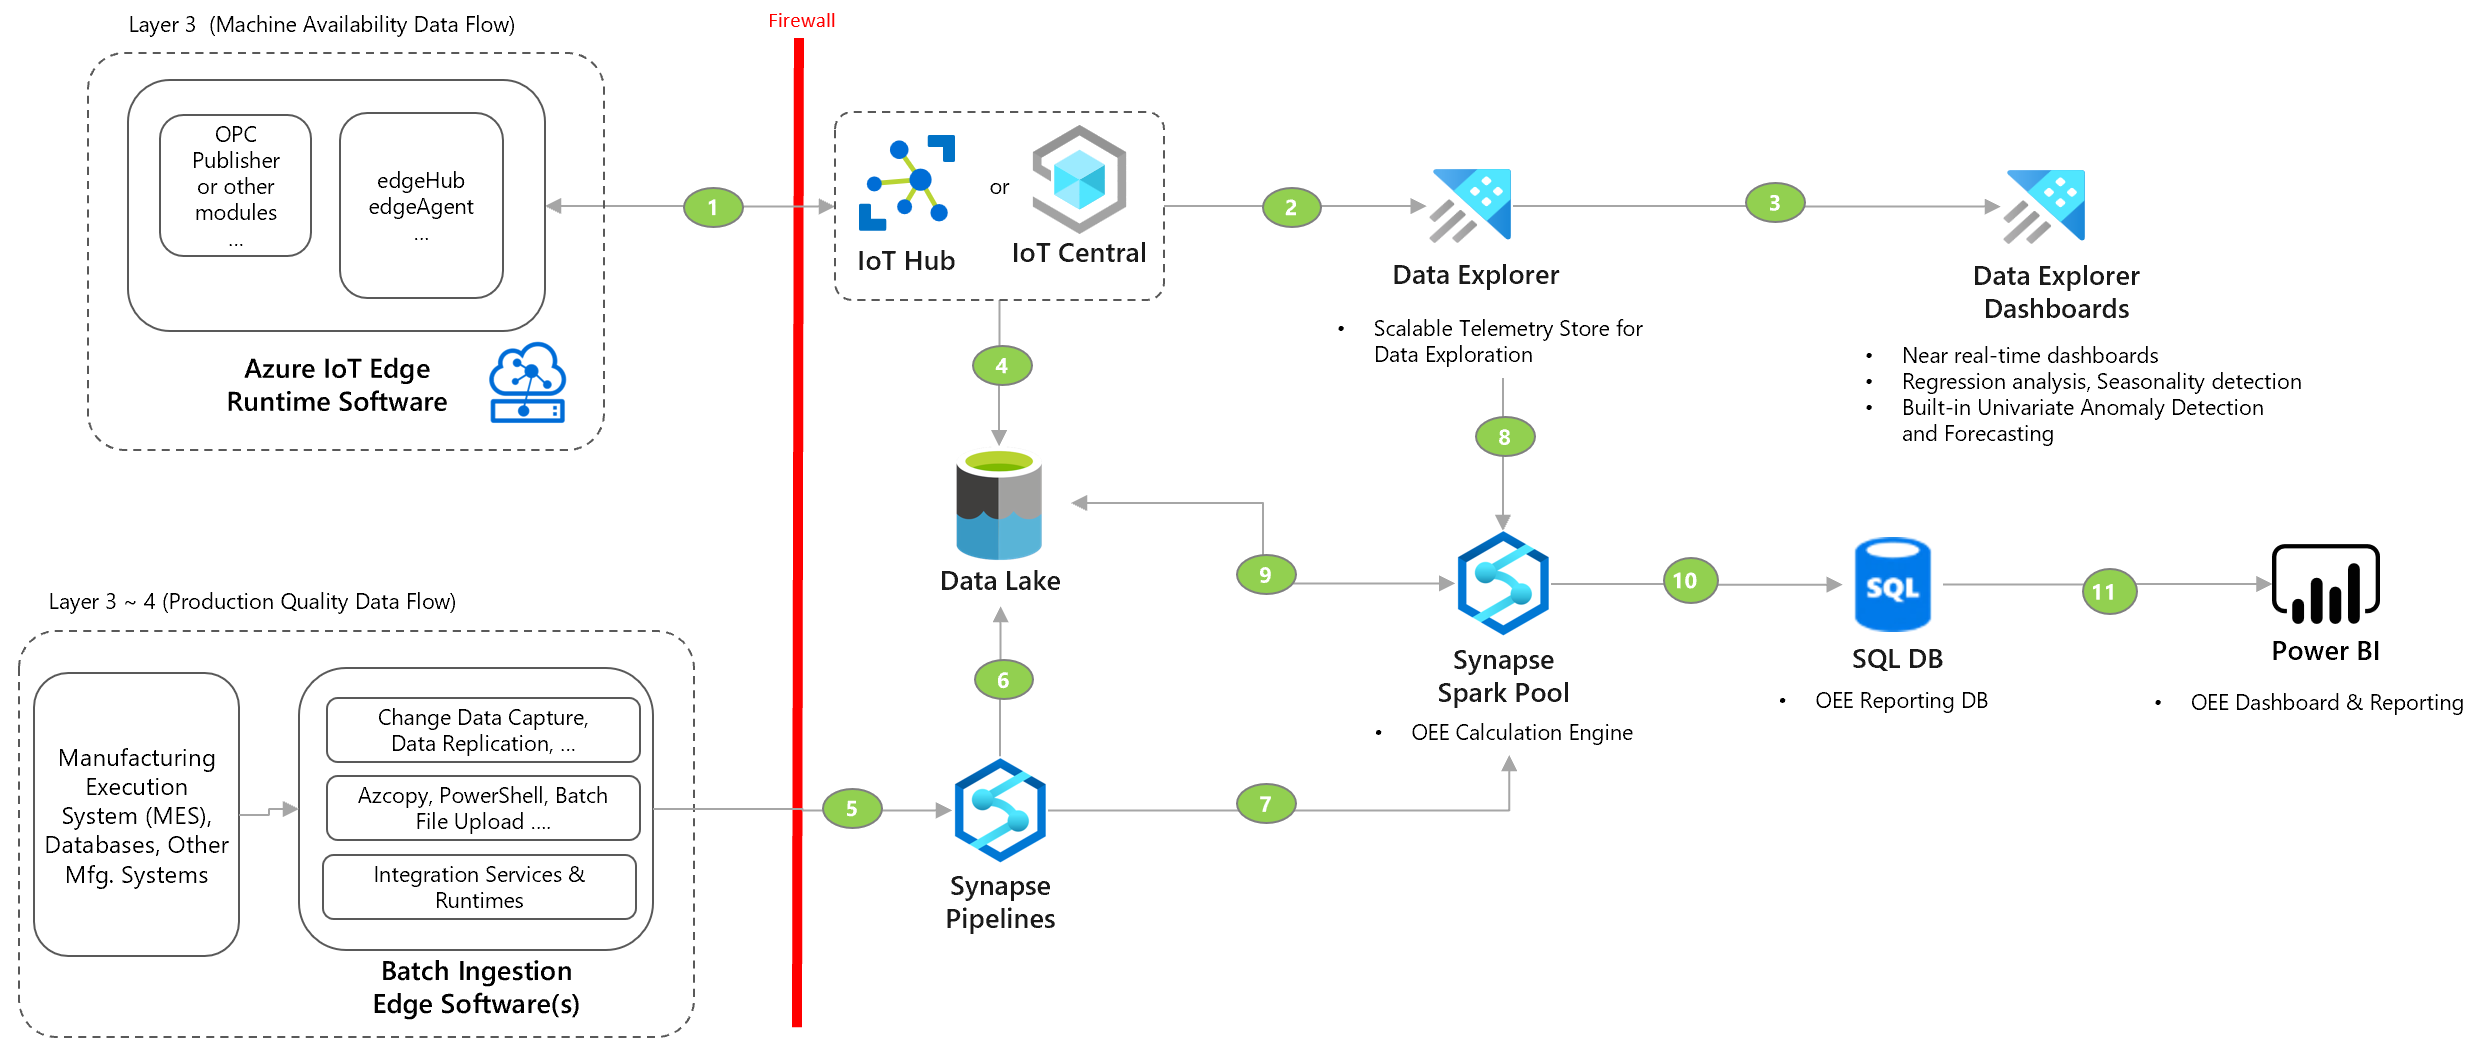 Layer 3  (Machine Availability Data Flow)
Firewall
OPC
Publisher
or other
modules
...
edgeHub
edgeAgent
...
Azure IoT Edge
Runtime Software
1
IoT Hub
or
IoT Central
2
Data Explorer
• Scalable Telemetry Store for
Data Exploration
3
Data Explorer
Dashboards
• Near real-time dashboards
• Regression analysis, Seasonality detection
• Built-in Univariate Anomaly Detection
and Forecasting
4
8
Data Lake
9
Synapse
Spark Pool
• OEE Calculation Engine
10
SQL
SQL DB
• OEE Reporting DB
11
Power BI
• OEE Dashboard & Reporting
Layer 3 ~ 4 (Production Quality Data Flow)
Manufacturing
Execution
System (MES),
Databases, Other
Mfg. Systems
Change Data Capture,
Data Replication, ...
Azcopy, PowerShell, Batch
File Upload ....
Integration Services &
Runtimes
Batch Ingestion
Edge Software(s)
5
6
7
Synapse
Pipelines